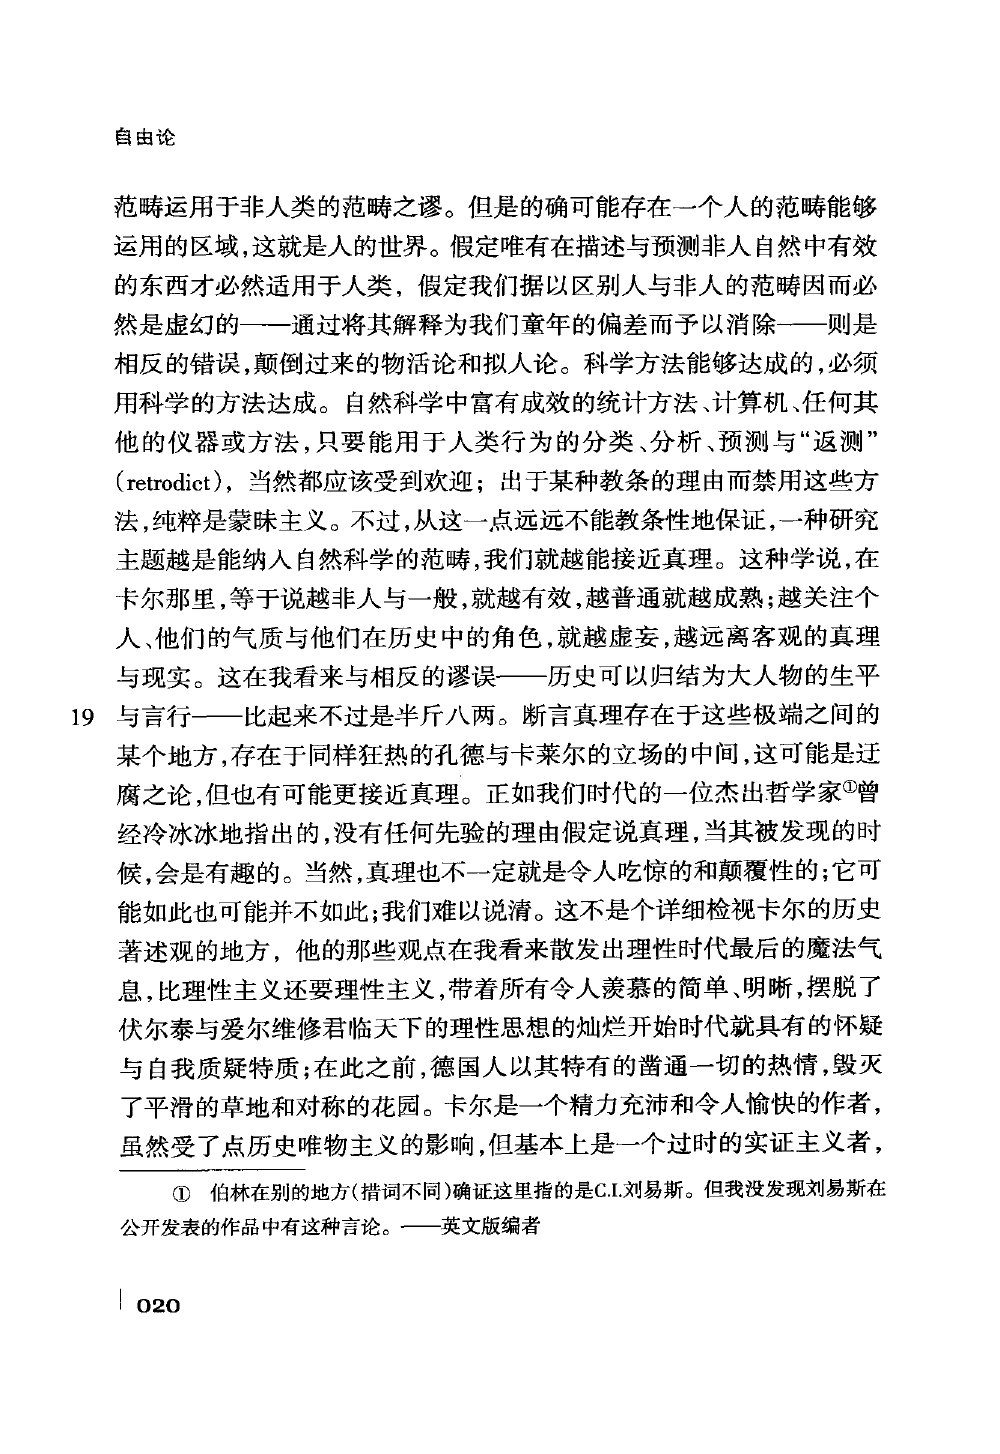 自由论
范畴运用于非人类的范畴之谬。但是的确可能存在一个人的范畴能够
运用的区域，这就是人的世界。假定唯有在描述与预测非人自然中有效
的东西才必然适用于人类，假定我们据以区别人与非人的范畴因而必
然是虚幻的——通过将其解释为我们童年的偏差而予以消除——则是
相反的错误，颠倒过来的物活论和拟人论。科学方法能够达成的，必须
用科学的方法达成。自然科学中富有成效的统计方法、计算机、任何其
他的仪器或方法，只要能用于人类行为的分类、分析、预测与“返测”
（retrodict），当然都应该受到欢迎；出于某种教条的理由而禁用这些方
法，纯粹是蒙昧主义。不过，从这一点远远不能教条性地保证，一种研究
主题越是能纳入自然科学的范畴，我们就越能接近真理。这种学说，在
卡尔那里，等于说越非人与一般，就越有效，越普通就越成熟；越关注个
人、他们的气质与他们在历史中的角色，就越虚妄，越远离客观的真理
与现实。这在我看来与相反的谬误——历史可以归结为大人物的生平
19 与言行——比起来不过是半斤八两。断言真理存在于这些极端之间的
某个地方，存在于同样狂热的孔德与卡莱尔的立场的中间，这可能是迂
腐之论，但也有可能更接近真理。正如我们时代的一位杰出哲学家①曾
经冷冰冰地指出的，没有任何先验的理由假定说真理，当其被发现的时
候，会是有趣的。当然，真理也不一定就是令人吃惊的和颠覆性的；它可
能如此也可能并不如此；我们难以说清。这不是个详细检视卡尔的历史
著述观的地方，他的那些观点在我看来散发出理性时代最后的魔法气
息，比理性主义还要理性主义，带着所有令人羡慕的简单、明晰，摆脱了
伏尔泰与爱尔维修君临天下的理性思想的灿烂开始时代就具有的怀疑
与自我质疑特质；在此之前，德国人以其特有的凿通一切的热情，毁灭
了平滑的草地和对称的花园。卡尔是一个精力充沛和令人愉快的作者，
虽然受了点历史唯物主义的影响，但基本上是一个过时的实证主义者，
① 伯林在别的地方（措词不同）确证这里指的是C.I.刘易斯。但我没发现刘易斯在
公开发表的作品中有这种言论。——英文版编者
020